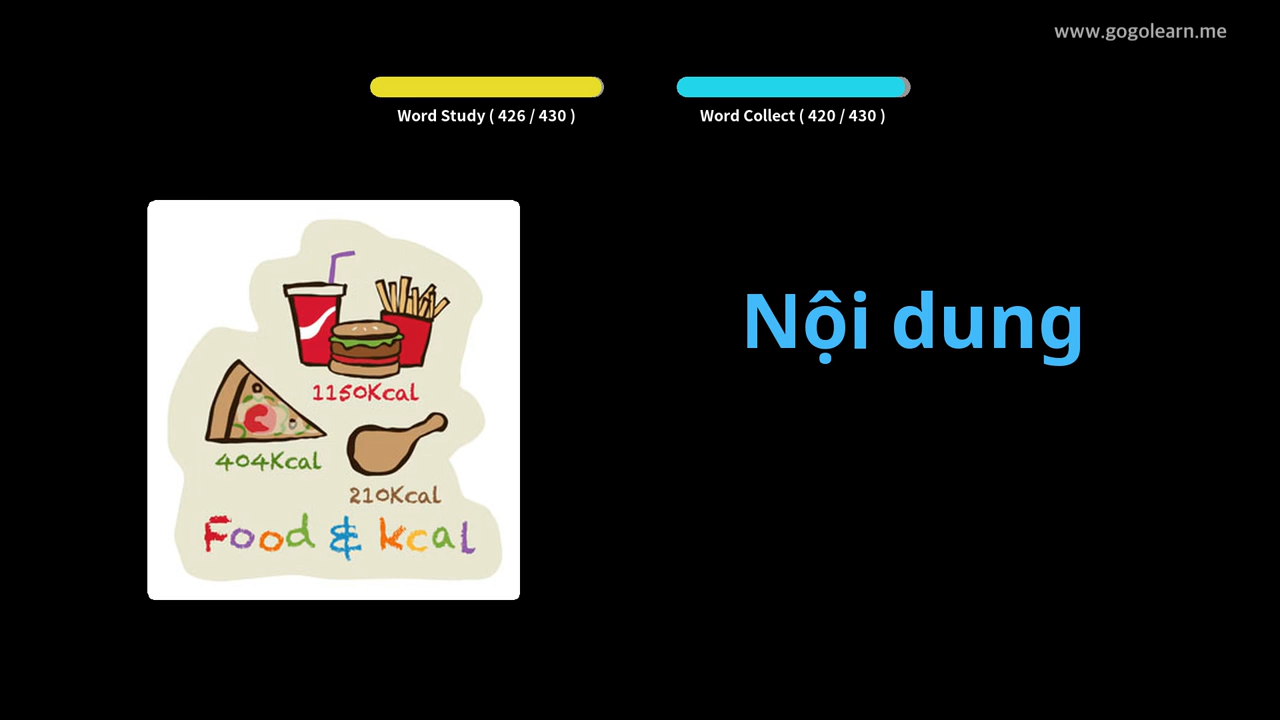 www.gogolearn.me
Word Study ( 426 / 430 )
Word Collect ( 420 / 430 )
1150Kcal
404Kcal
210Kcal
Food & kcal
Nội dung